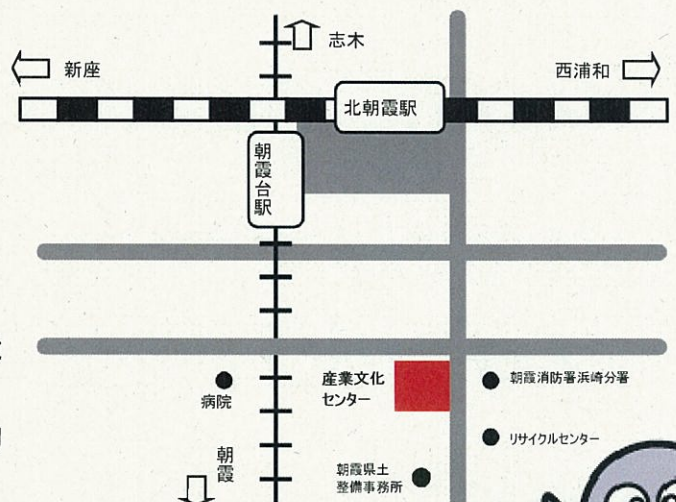 志木
新座
西浦和
北朝霞駅
朝霞台駅
産業文化
センター
朝霞消防署浜崎分署
病院
リサイクルセンター
朝霞
朝霞県土
整備事務所